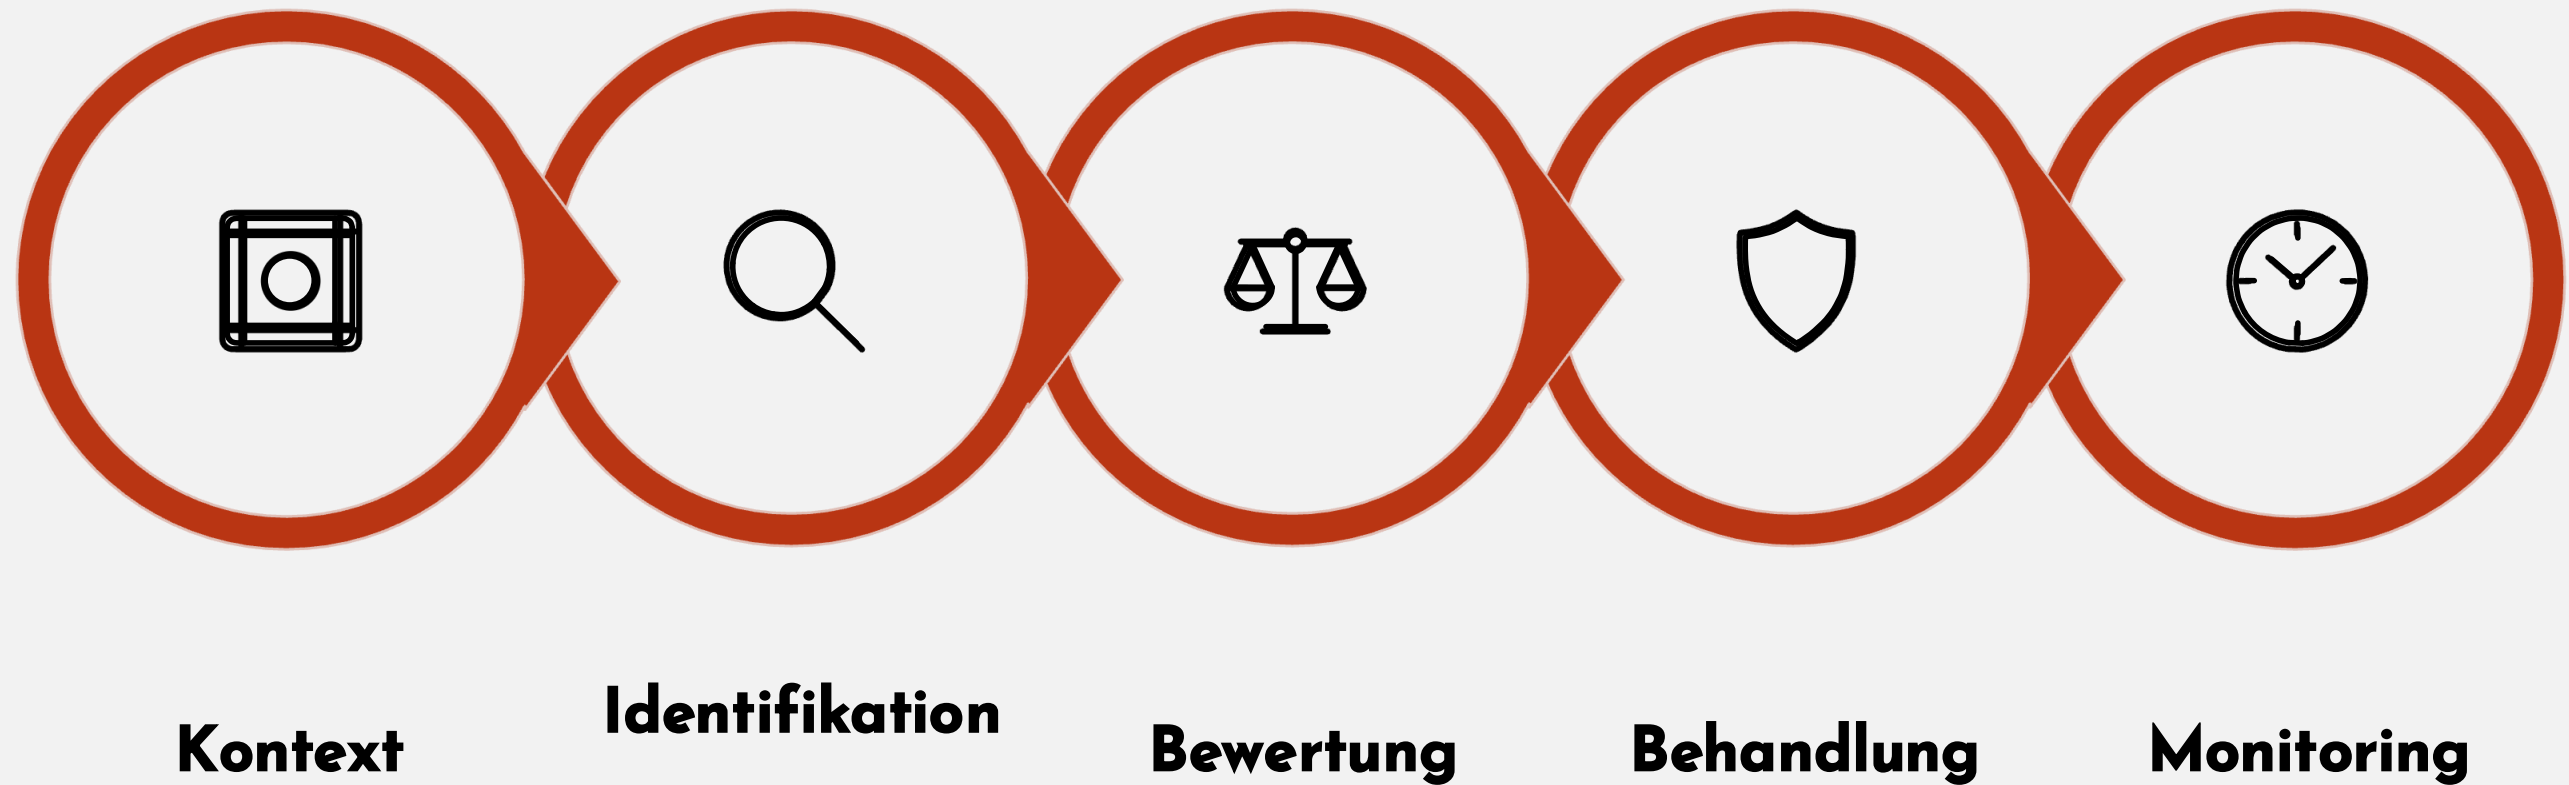 Kontext
Identifikation
Bewertung
Behandlung
Monitoring